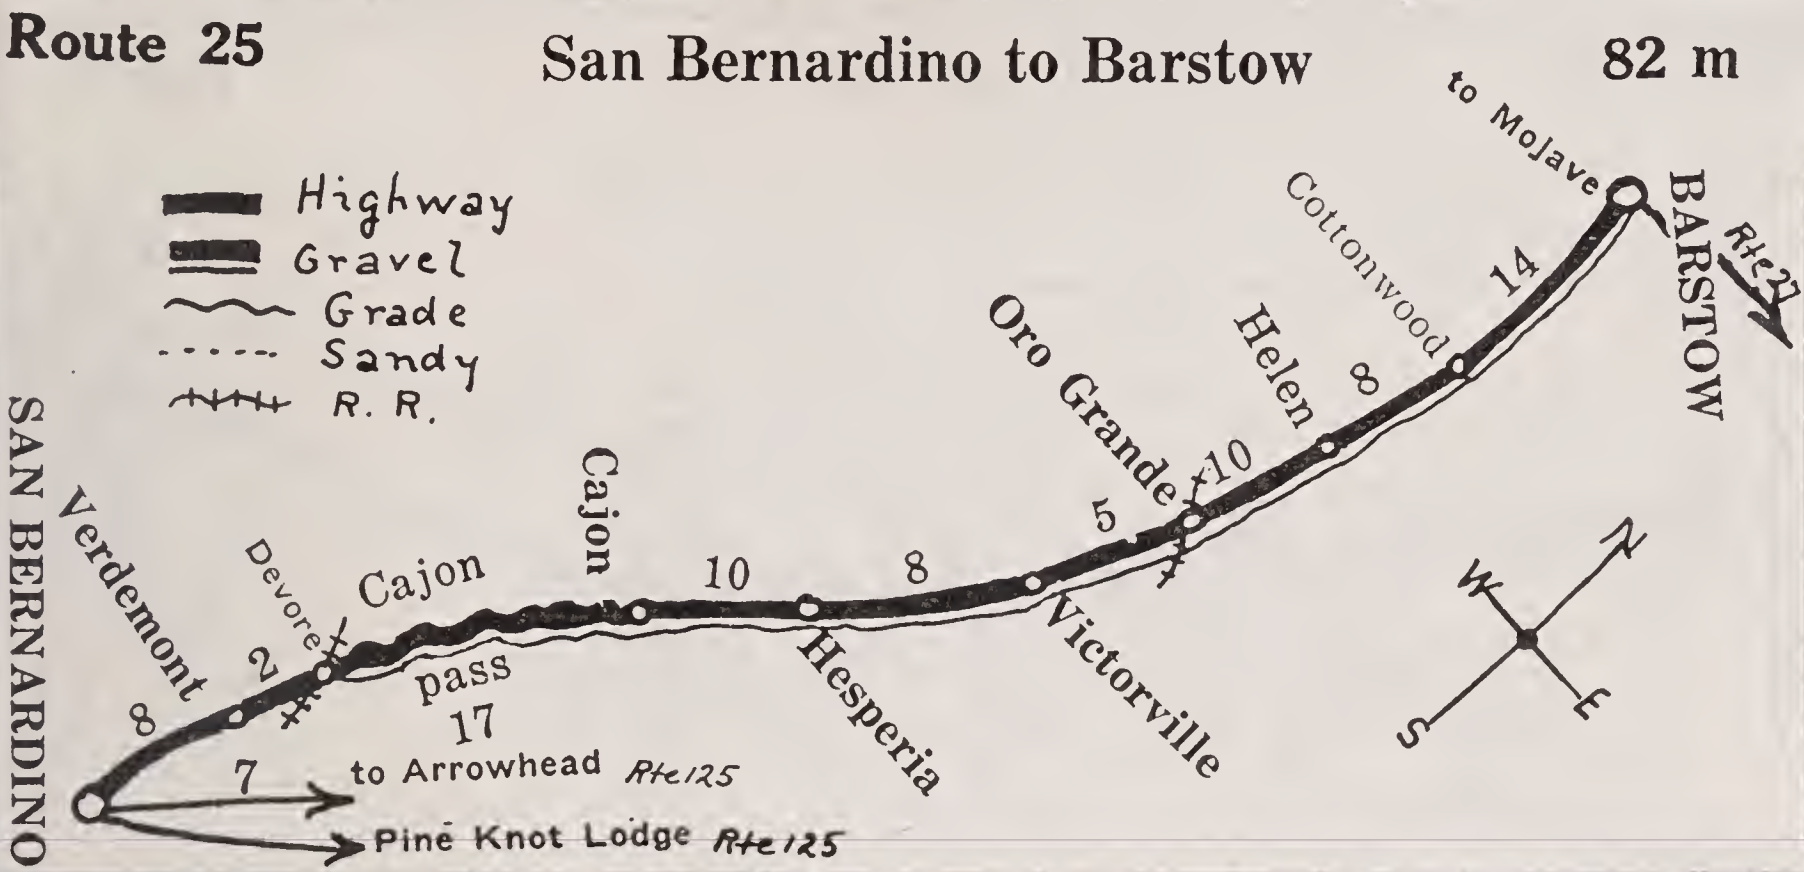 Route 25
San Bernardino to Barstow
82 m
to Mojave
BARSTOW
Rte 27
Highway
Gravel
Grade
Sandy
R. R.
Cottonwood
14
Helen
8
Oro Grande
10
5
Victorville
8
Hesperia
10
Cajon
Cajon
pass
17
Devore
2
Verdemont
8
SAN BERNARDINO
7
to Arrowhead Rte 125
Pine Knot Lodge Rte 125
N
W
E
S